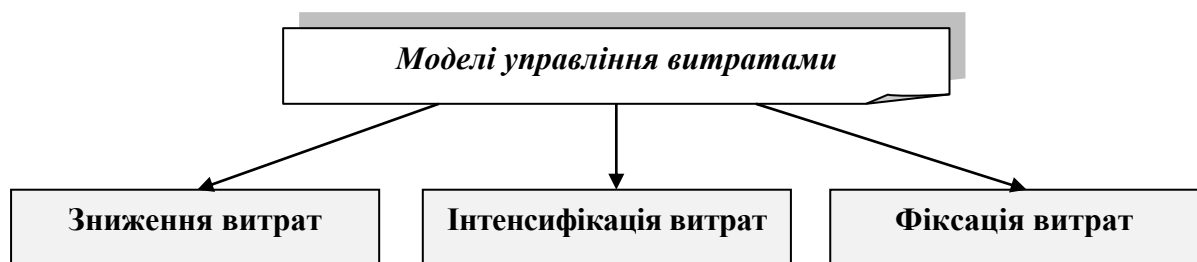 Моделі управління витратами
Зниження витрат
Інтенсифікація витрат
Фіксація витрат